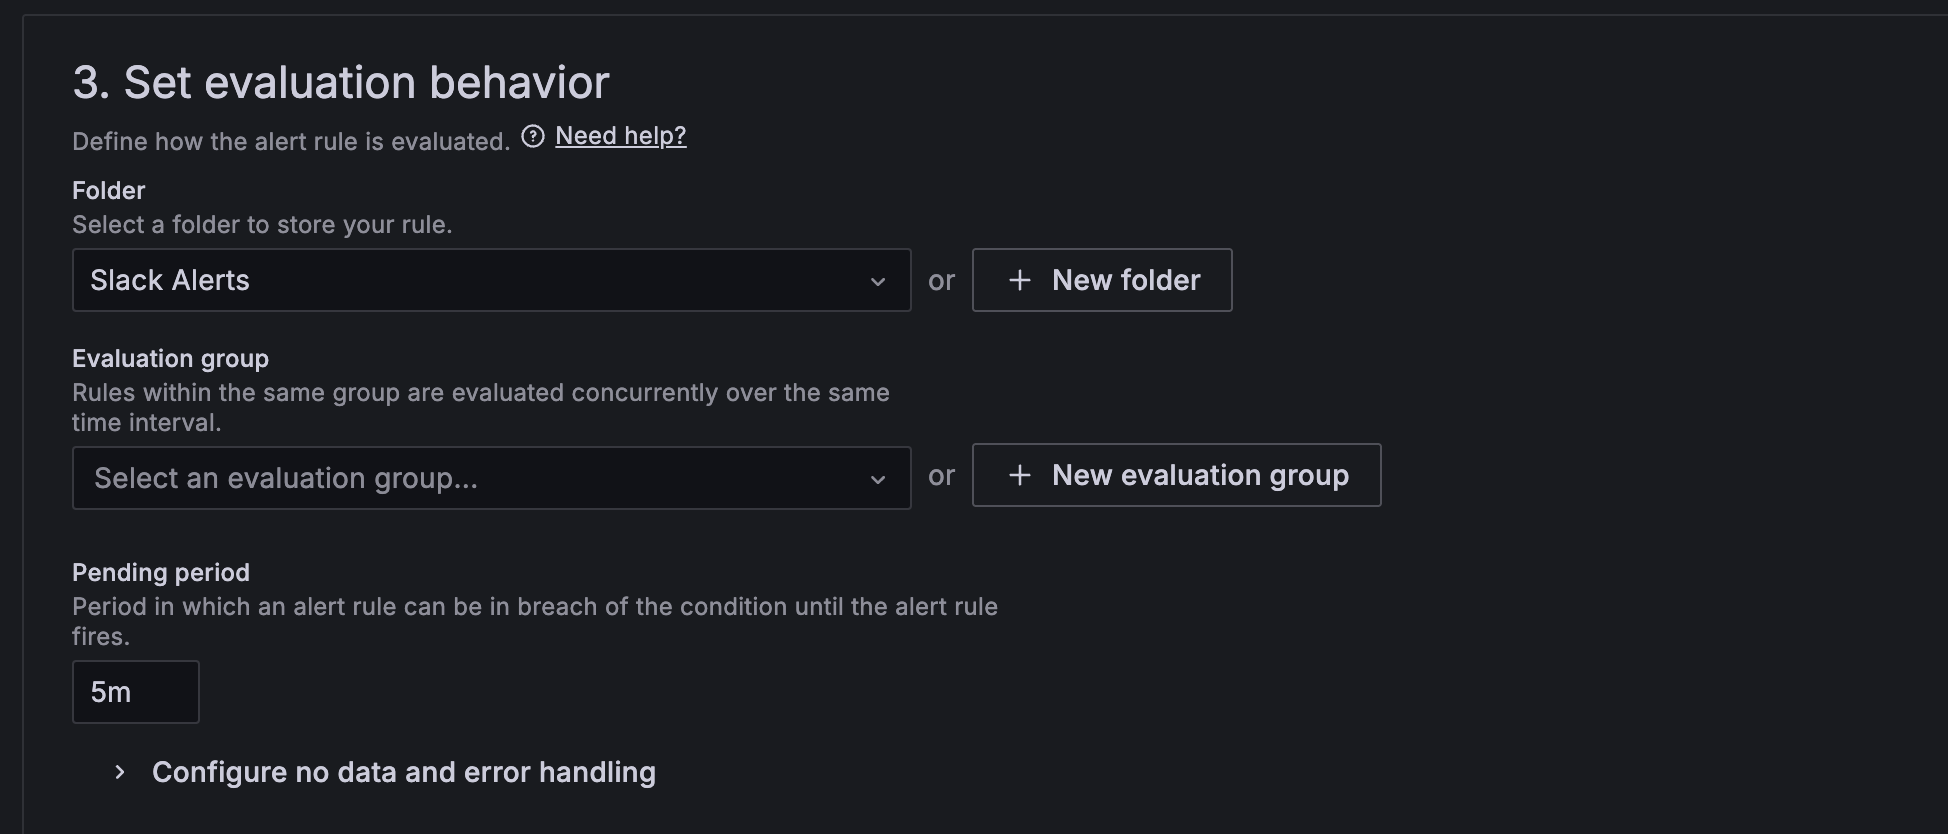 3. Set evaluation behavior
Define how the alert rule is evaluated. Need help?
Folder
Select a folder to store your rule.
Slack Alerts or + New folder
Evaluation group
Rules within the same group are evaluated concurrently over the same
time interval.
Select an evaluation group... or + New evaluation group
Pending period
Period in which an alert rule can be in breach of the condition until the alert rule
fires.
5m
Configure no data and error handling